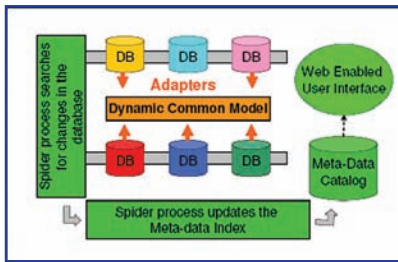 Spider process searches
for changes in the
database
DB
DB
DB
Adapters
Dynamic Common Model
DB
DB
DB
Web Enabled
User Interface
Meta-Data
Catalog
Spider process updates the
Meta-data Index